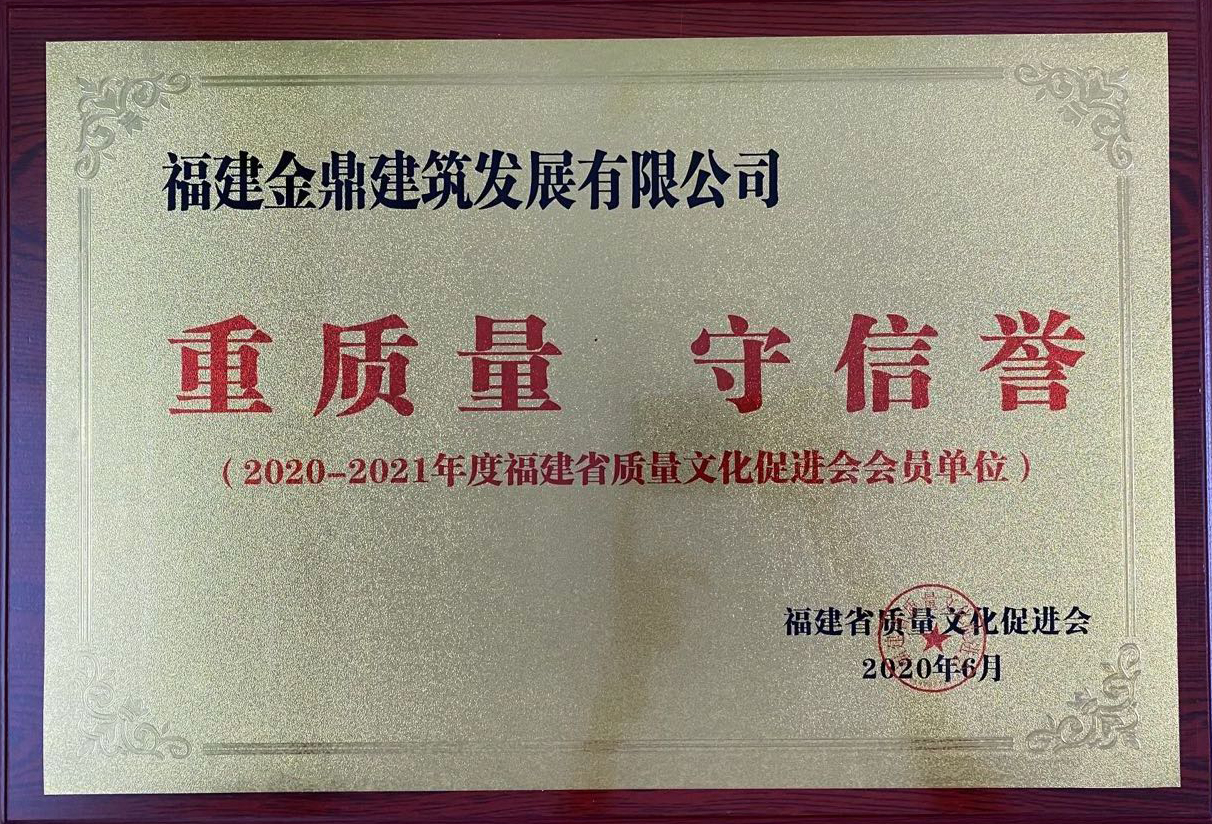 福建金鼎建筑发展有限公司
重质量 守信誉
（2020-2021年度福建省质量文化促进会会员单位）
福建省质量文化促进会
2020年6月